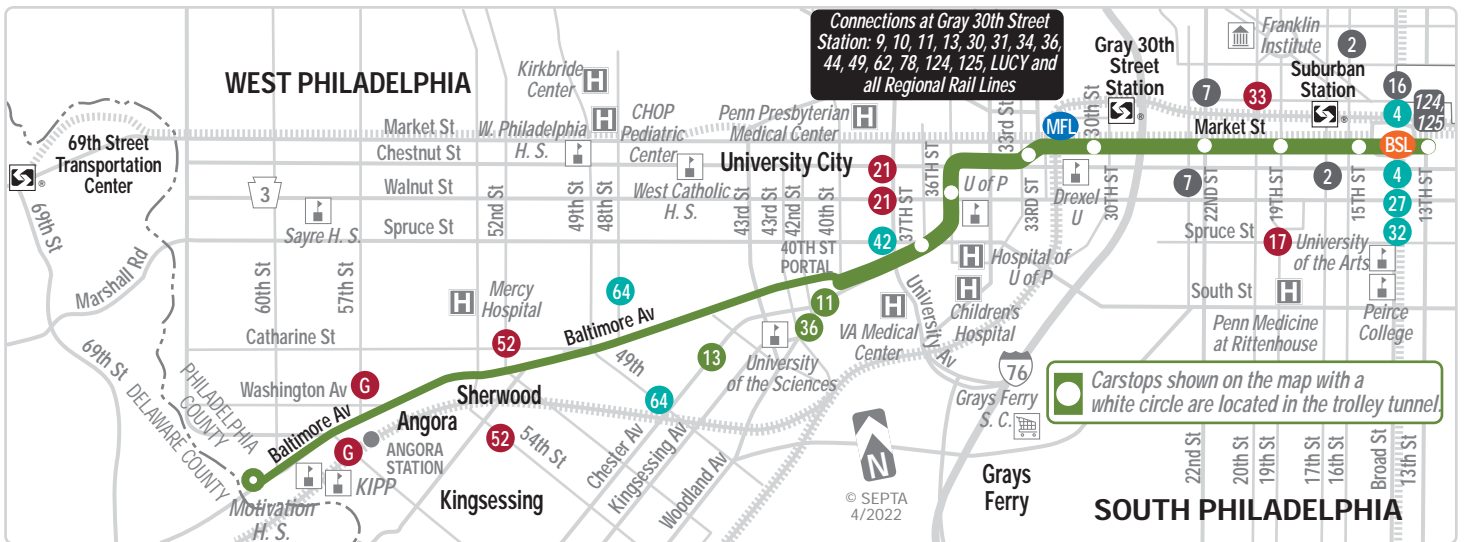 Connections at Gray 30th Street
Station: 9, 10, 11, 13, 30, 31, 34, 36,
44, 49, 62, 78, 124, 125, LUCY and
all Regional Rail Lines
WEST PHILADELPHIA
Kirkbride
Center
CHOP
Pediatric
Center
Penn Presbyterian
Medical Center
33rd St
Gray 30th
Street
Station
30th St
Franklin
Institute
2
Suburban
Station
7
33
16
4
124,
125
69th Street
Transportation
Center
Market St
Chestnut St
Walnut St
Spruce St
W. Philadelphia
H. S.
West Catholic
H. S.
University City
MFL
Market St
BSL
3
Sayre H. S.
52nd St
49th St
48th St
43rd St
43rd St
42nd St
40th St
21
21
42
36TH ST
37TH ST
U of P
33RD ST
Drexel
U
30TH ST
7
22ND ST
19TH ST
2
15TH ST
4
27
32
13TH ST
69th St
Marshall Rd
60th St
57th St
40TH ST
PORTAL
Hospital of
U of P
Spruce St
17
University
of the Arts
Mercy
Hospital
64
Baltimore Av
11
36
13
VA Medical
Center
University Av
Children's
Hospital
South St
Penn Medicine
at Rittenhouse
Peirce
College
Catharine St
52
49th
University
of the Sciences
76
Carstops shown on the map with a
white circle are located in the trolley tunnel.
69th St
PHILADELPHIA
COUNTY
DELAWARE COUNTY
Washington Av
G
Baltimore Av
Sherwood
Angora
64
Grays Ferry
S. C.
G
ANGORA
STATION
52
54th St
Chester Av
Kingsessing Av
Woodland Av
N
KIPP
Motivation
H. S.
Kingsessing
© SEPTA
4/2022
Grays
Ferry
22nd St
20th St
19th St
17th St
16th St
Broad St
13th St
SOUTH PHILADELPHIA